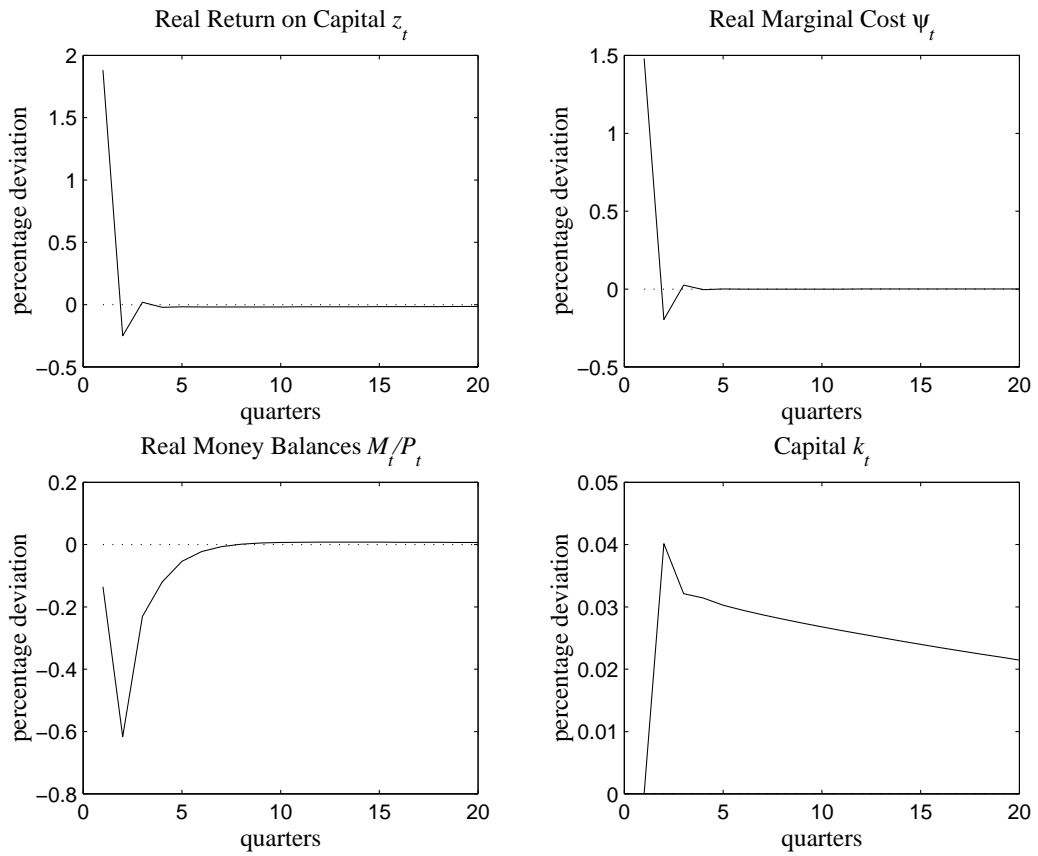 Real Return on Capital z_t
percentage deviation
2
1.5
1
0.5
0
−0.5
0 5 10 15 20
quarters
Real Marginal Cost ψ_t
percentage deviation
1.5
1
0.5
0
−0.5
0 5 10 15 20
quarters
Real Money Balances M_t/P_t
percentage deviation
0.2
0
−0.2
−0.4
−0.6
−0.8
0 5 10 15 20
quarters
Capital k_t
percentage deviation
0.05
0.04
0.03
0.02
0.01
0
0 5 10 15 20
quarters